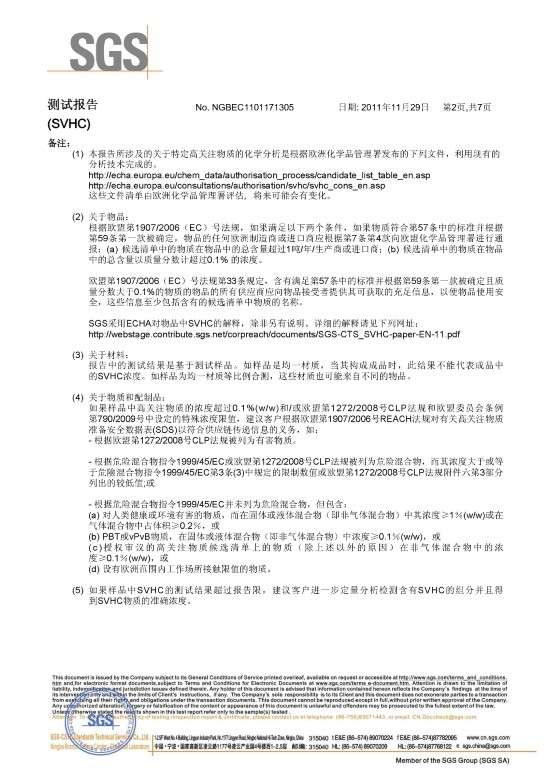 SGS
测试报告 No. NGBEC1101171305 日期: 2011年11月29日 第2页,共7页
(SVHC)
备注:
(1) 本报告所涉及的关于特定高关注物质的化学分析是根据欧洲化学品管理署发布的下列文件，利用现有的
分析技术完成的。
http://echa.europa.eu/chem_data/authorisation_process/candidate_list_table_en.asp
http://echa.europa.eu/consultations/authorisation/svhc/svhc_cons_en.asp
这些文件清单由欧洲化学品管理署评估, 将来可能会有变化。
(2) 关于物品:
根据欧盟第1907/2006（EC）号法规，如果满足以下两个条件，如果物质符合第57条中的标准并根据
第59条第一款被确定，物品的任何欧洲制造商或进口商应根据第7条第4款向欧盟化学品管理署进行通
报：(a) 候选清单中的物质在物品中的总含量超过1吨/年/生产商或进口商；(b) 候选清单中的物质在物品
中的总含量以质量分数计超过0.1% 的浓度。
欧盟第1907/2006（EC）号法规第33条规定，含有满足第57条中的标准并根据第59条第一款被确定且质
量分数大于0.1%的物质的物品的所有供应商应向物品接受者提供其可获取的充足信息，以使物品使用安
全，这些信息至少包括含有的候选清单中物质的名称。
SGS采用ECHA对物品中SVHC的解释，除非另有说明。详细的解释请见下列网址:
http://webstage.contribute.sgs.net/corpreach/documents/SGS-CTS_SVHC-paper-EN-11.pdf
(3) 关于材料:
报告中的测试结果是基于测试样品。如样品是均一材质，当其构成成品时，此结果不能代表成品中
的SVHC浓度。如样品为均一材质等比例合测，这些材质也可能来自不同的物品。
(4) 关于物质和配制品:
如果样品中高关注物质的浓度超过0.1%(w/w)和/或欧盟第1272/2008号CLP法规和欧盟委员会条例
第790/2009号中设定的特殊浓度限值，建议客户根据欧盟第1907/2006号REACH法规对有关高关注物质
准备安全数据表(SDS)以符合供应链传递信息的义务，如:
- 根据欧盟第1272/2008号CLP法规被列为有害物质。
- 根据危险混合物指令1999/45/EC或欧盟第1272/2008号CLP法规被列为危险混合物，而其浓度大于或等
于危险混合物指令1999/45/EC第3条(3)中规定的限制数值或欧盟第1272/2008号CLP法规附件六第3部分
列出的较低值;或
- 根据危险混合物指令1999/45/EC并未列为危险混合物，但包含:
(a) 对人类健康或环境有害的物质，而在固体或液体混合物（即非气体混合物）中其浓度≥1%(w/w)或在
气体混合物中占体积≥0.2%，或
(b) PBT或vPvB物质，在固体或液体混合物（即非气体混合物）中浓度≥0.1%(w/w)，或
(c)授权审议的高关注物质候选清单上的物质（除上述以外的原因）在非气体混合物中的浓
度≥0.1%(w/w)，或
(d) 设有欧洲范围内工作场所接触限值的物质。
(5) 如果样品中SVHC的测试结果超过报告限，建议客户进一步定量分析检测含有SVHC的组分并且得
到SVHC物质的准确浓度。
This document is issued by the Company subject to its General Conditions of Service printed overleaf, available on request or accessible at http://www.sgs.com/terms_and_conditions.
htm and,for electronic format documents,subject to Terms and Conditions for Electronic Documents at www.sgs.com/terms_e-document.htm. Attention is drawn to the limitation of
liability, indemnification and jurisdiction issues defined therein. Any holder of this document is advised that information contained hereon reflects the Company's findings at the time of
its intervention only and within the limits of Client's Instructions, if any. The Company's sole responsibility is to its Client and this document does not exonerate parties to a transaction
from exercising all their rights and obligations under the transaction documents. This document cannot be reproduced except in full,without prior written approval of the Company.
Any unauthorized alteration, forgery or falsification of the content or appearance of this document is unlawful and offenders may be prosecuted to the fullest extent of the law.
Unless otherwise stated the results shown in this test report refer only to the sample(s) tested.
SGS
315040 t E&E (86-574) 89070224 f E&E (86-574)87782095 www.cn.sgs.com
315040 t HL (86-574) 89070209 f HL (86-574)87768122 e sgs.china@sgs.com
Member of the SGS Group (SGS SA)